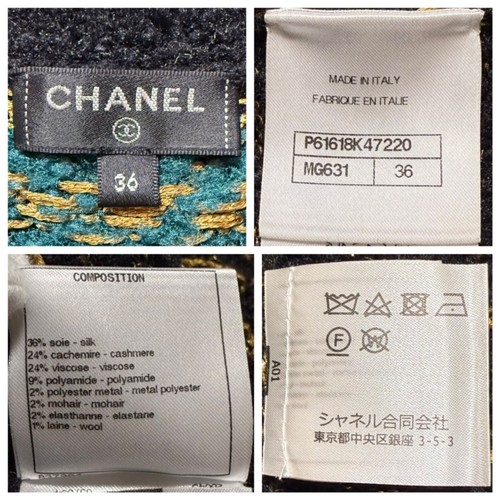 CHANEL
36
MADE IN ITALY
FABRIQUE EN ITALIE
P61618K47220
MG631 36
COMPOSITION
36% soie - silk
24% cachemire - cashmere
24% viscose - viscose
9% polyamide - polyamide
2% polyester metal - metal polyester
2% mohair - mohair
2% elasthanne - elastane
1% laine - wool
F W
A01
シャネル合同会社
東京都中央区銀座 3-5-3